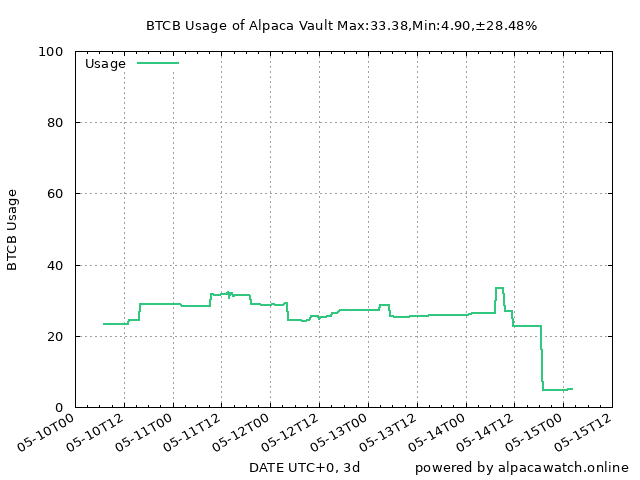 BTCB Usage of Alpaca Vault Max:33.38,Min:4.90,±28.48%
100
80
60
40
20
0
Usage
BTCB Usage
05-10T00
05-10T12
05-11T00
05-11T12
05-12T00
05-12T12
05-13T00
05-13T12
05-14T00
05-14T12
05-15T00
05-15T12
DATE UTC+0, 3d
powered by alpacawatch.online